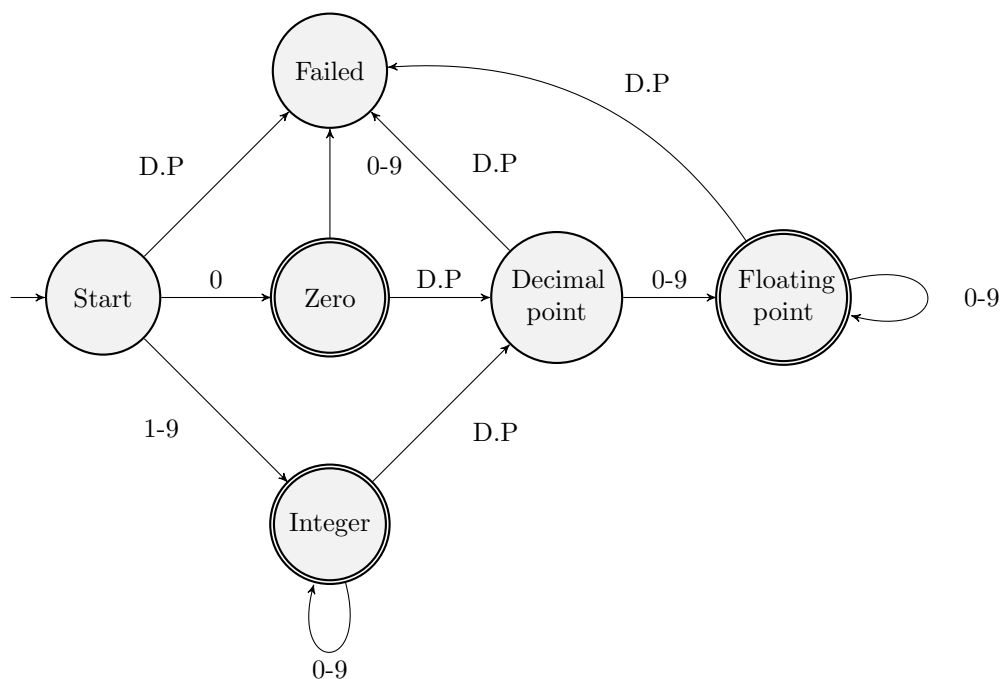 Failed
D.P
D.P
0-9
D.P
Start
0
Zero
D.P
Decimal
point
0-9
Floating
point
0-9
1-9
D.P
Integer
0-9